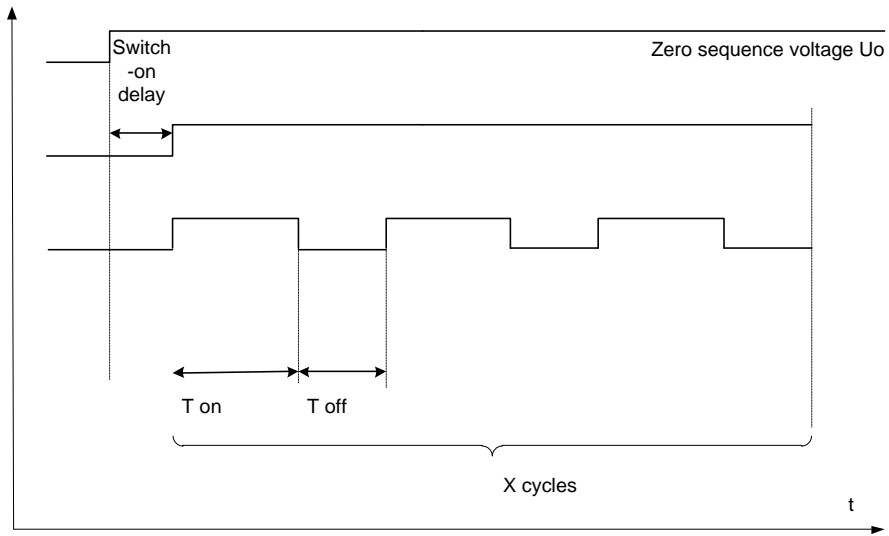 Switch
-on
delay
Zero sequence voltage Uo
T on
T off
X cycles
t